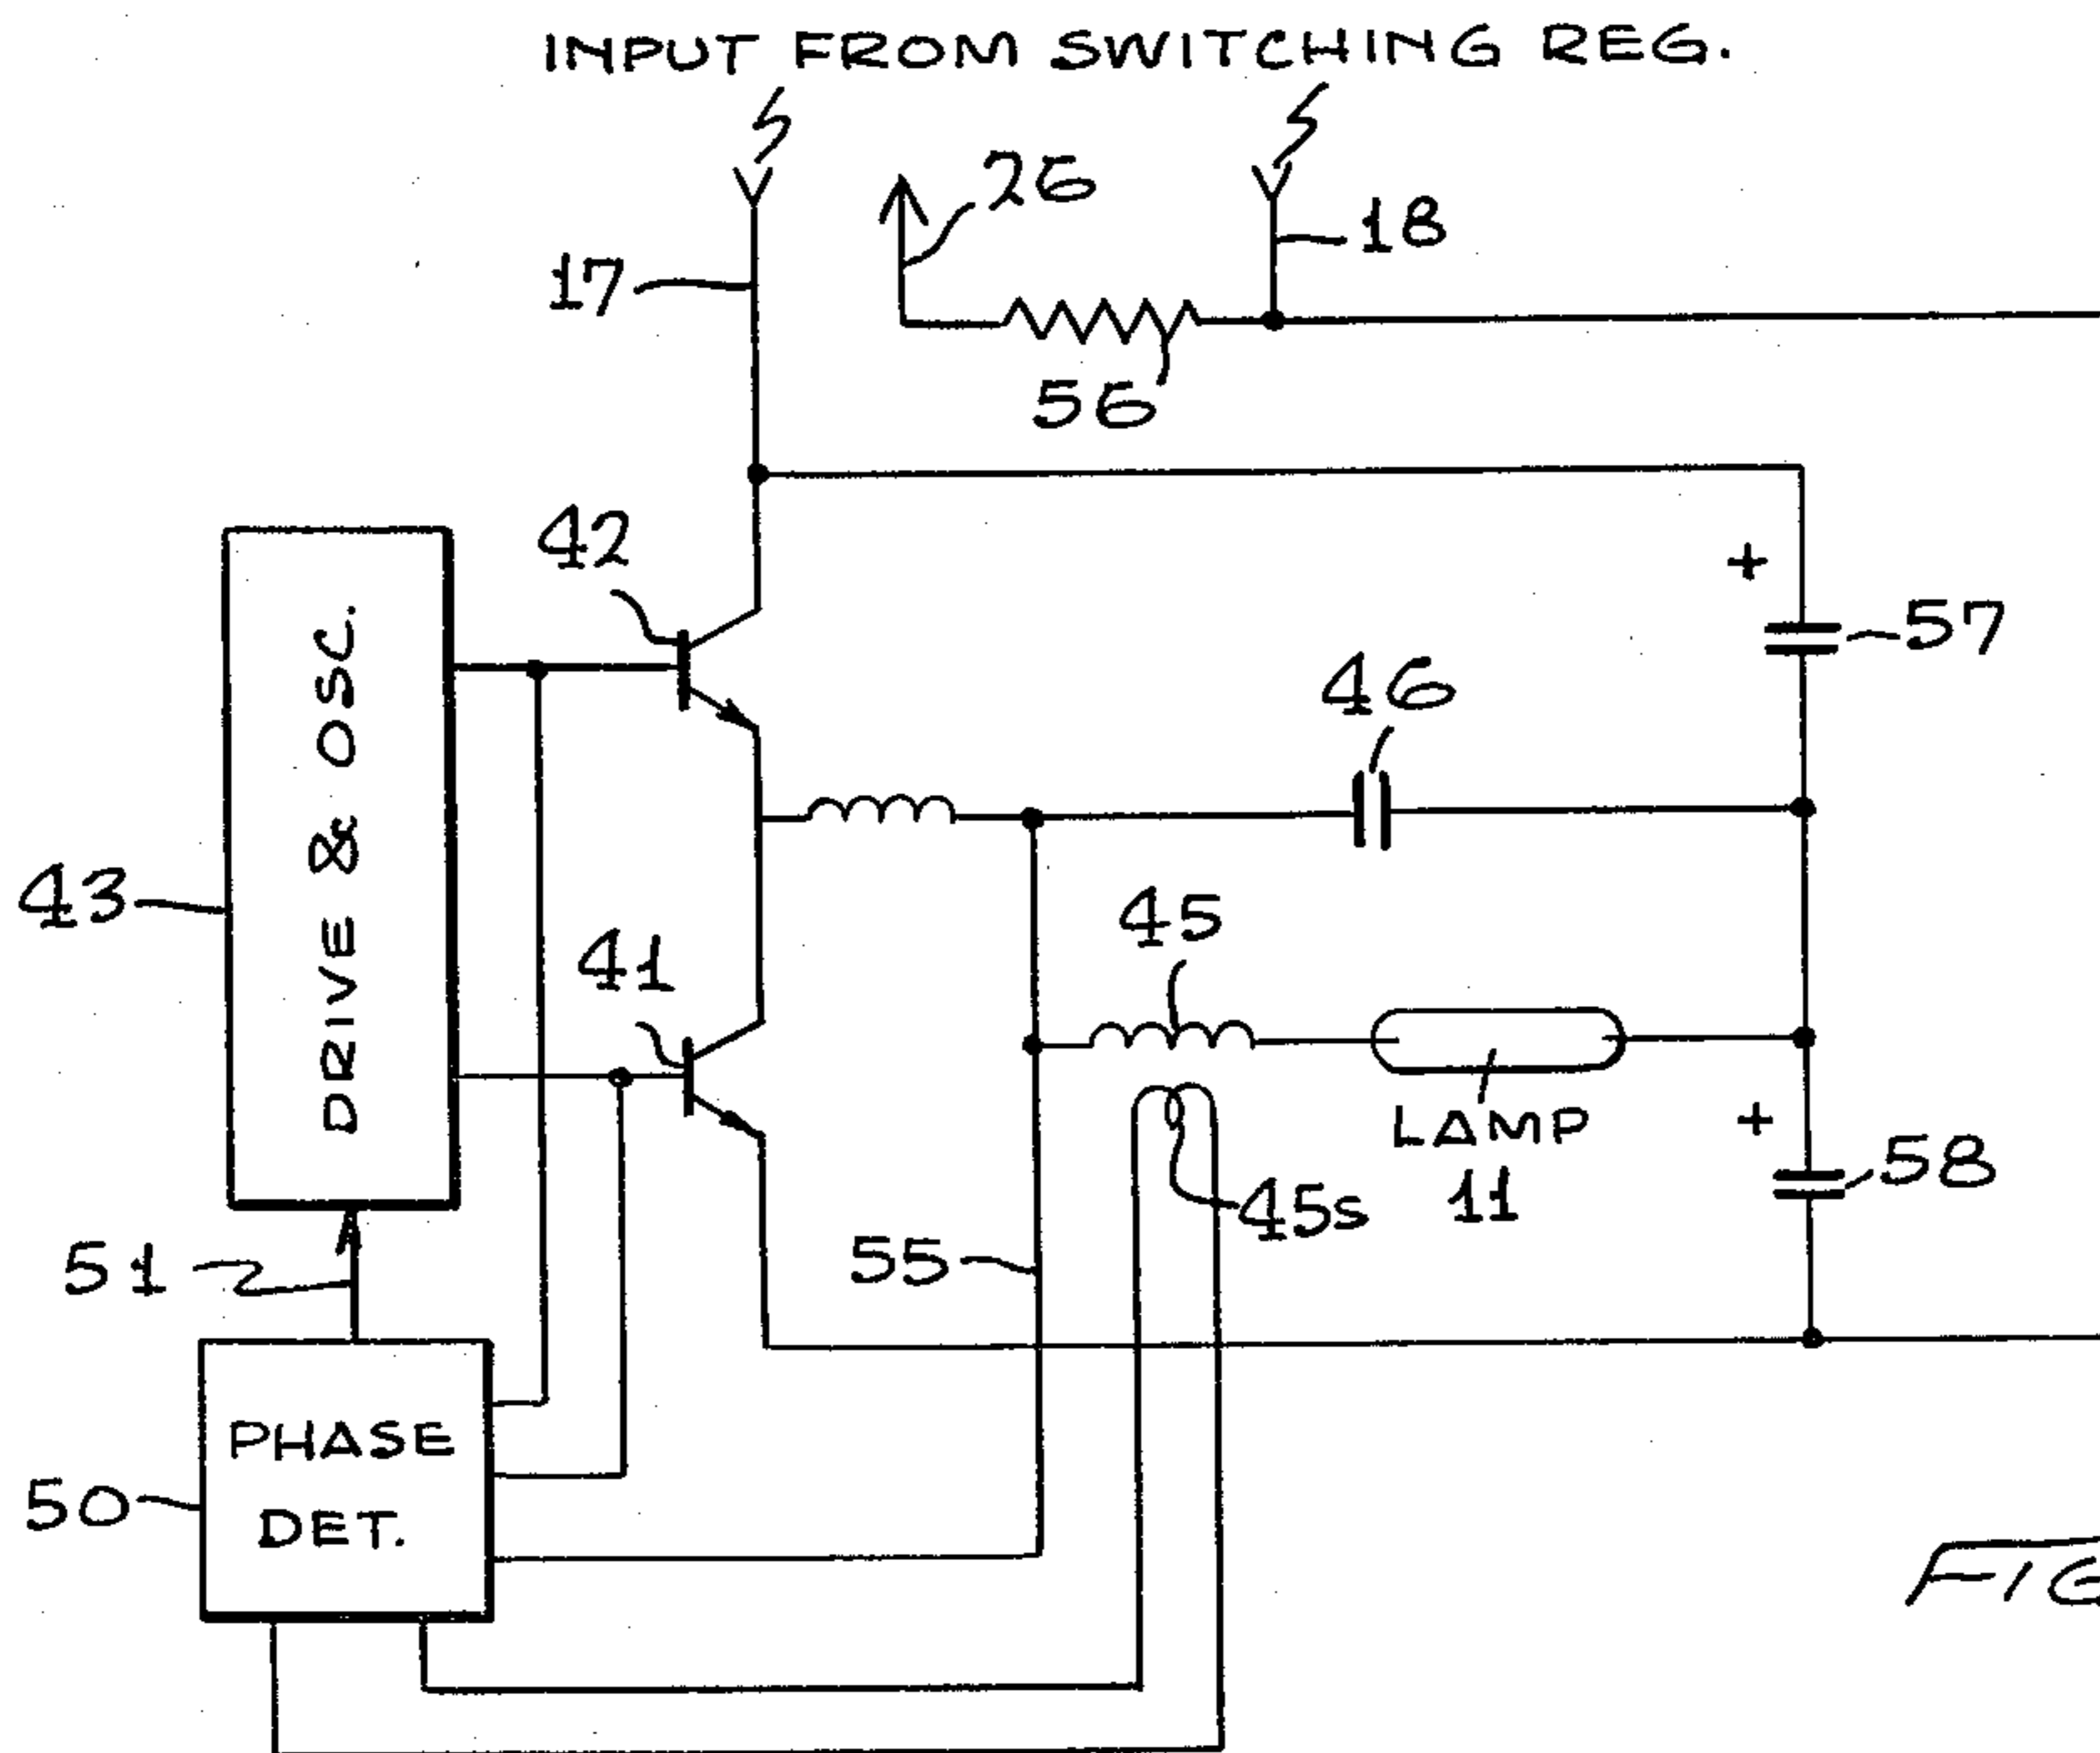 INPUT FROM SWITCHING REG.
26
18
17
56
42
57
46
43
DRIVE & OSC.
45
41
LAMP
11
58
45s
55
51
PHASE
DET.
50
FIG